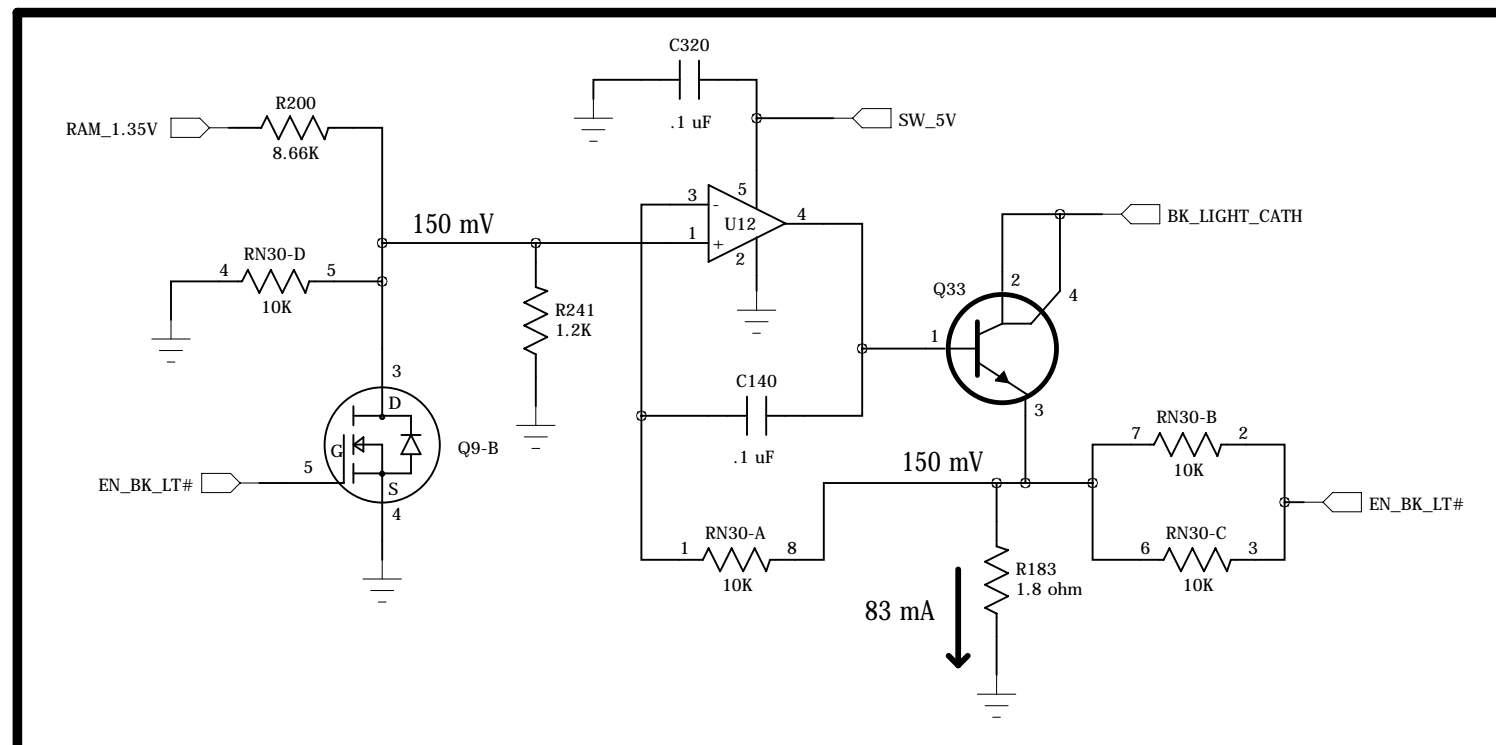 C320
.1 uF
SW_5V
RAM_1.35V
R200
8.66K
150 mV
3
-
5
U12
4
1
+
2
BK_LIGHT_CATH
RN30-D
4
5
10K
R241
1.2K
Q33
2
4
1
3
C140
.1 uF
3
D
G
S
5
4
Q9-B
EN_BK_LT#
150 mV
RN30-B
7
2
10K
EN_BK_LT#
RN30-C
6
3
10K
RN30-A
1
8
10K
R183
1.8 ohm
83 mA